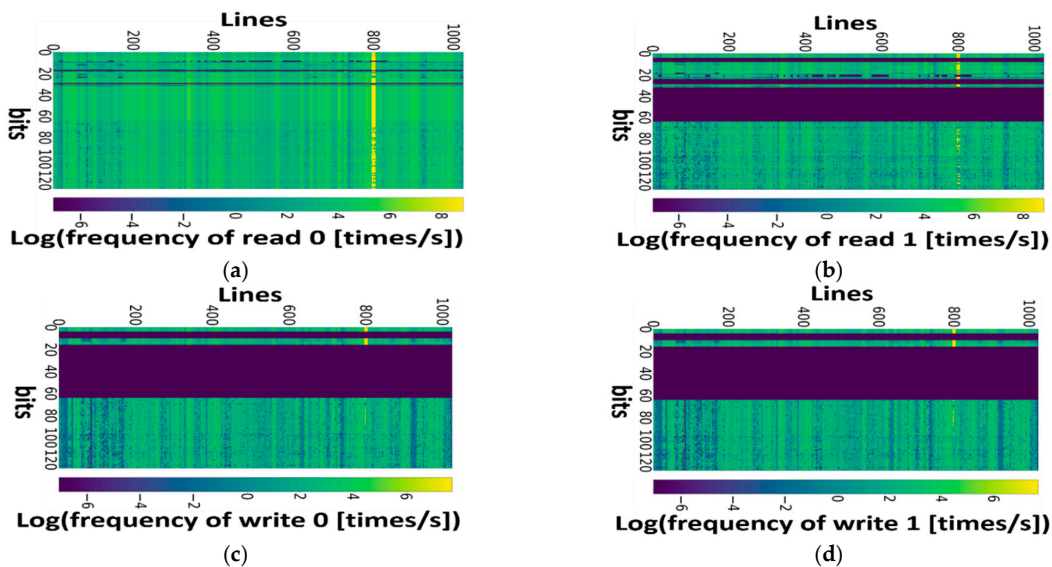 Lines
0 200 400 600 800 1000
bits
0 20 40 60 80 100 120
−6 −4 −2 0 2 4 6 8
Log(frequency of read 0 [times/s])
(a)
Lines
0 200 400 600 800 1000
bits
0 20 40 60 80 100 120
−6 −4 −2 0 2 4 6 8
Log(frequency of read 1 [times/s])
(b)
Lines
0 200 400 600 800 1000
bits
0 20 40 60 80 100 120
−6 −4 −2 0 2 4 6
Log(frequency of write 0 [times/s])
(c)
Lines
0 200 400 600 800 1000
bits
0 20 40 60 80 100 120
−6 −4 −2 0 2 4 6
Log(frequency of write 1 [times/s])
(d)